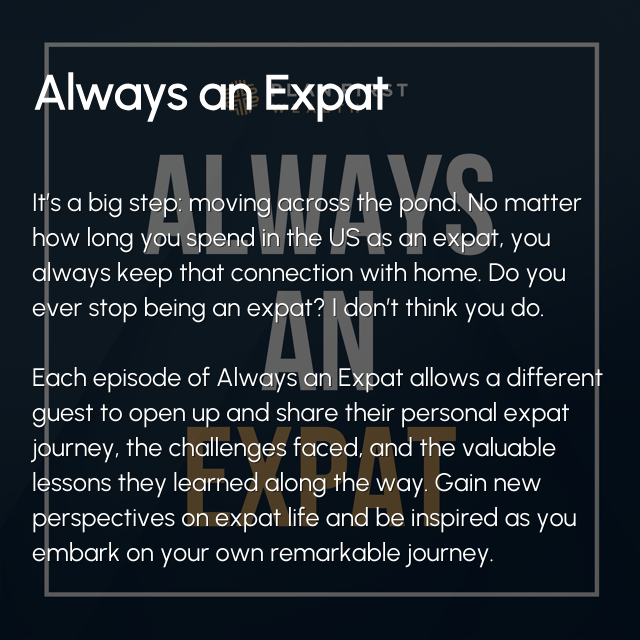 Always an Expat
PLAN FIRST
WEALTH
ALWAYS
AN
EXPAT
It's a big step: moving across the pond. No matter
how long you spend in the US as an expat, you
always keep that connection with home. Do you
ever stop being an expat? I don't think you do.
Each episode of Always an Expat allows a different
guest to open up and share their personal expat
journey, the challenges faced, and the valuable
lessons they learned along the way. Gain new
perspectives on expat life and be inspired as you
embark on your own remarkable journey.